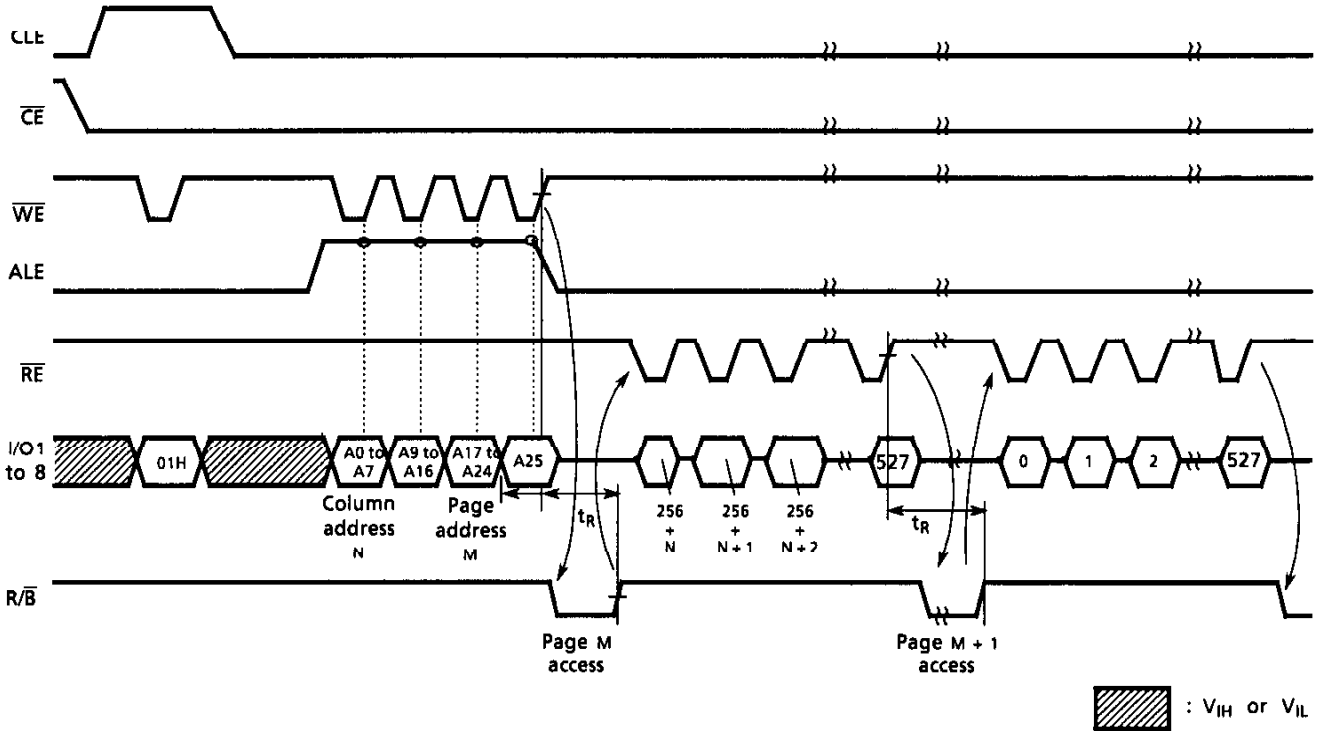 CLE
CE
WE
ALE
RE
I/O1
to 8
01H
A0 to
A7
A9 to
A16
A17 to
A24
A25
527
0
1
2
527
Column
address
N
Page
address
M
tR
256
+
N
256
+
N + 1
256
+
N + 2
tR
R/B
Page M
access
Page M + 1
access
: VIH or VIL